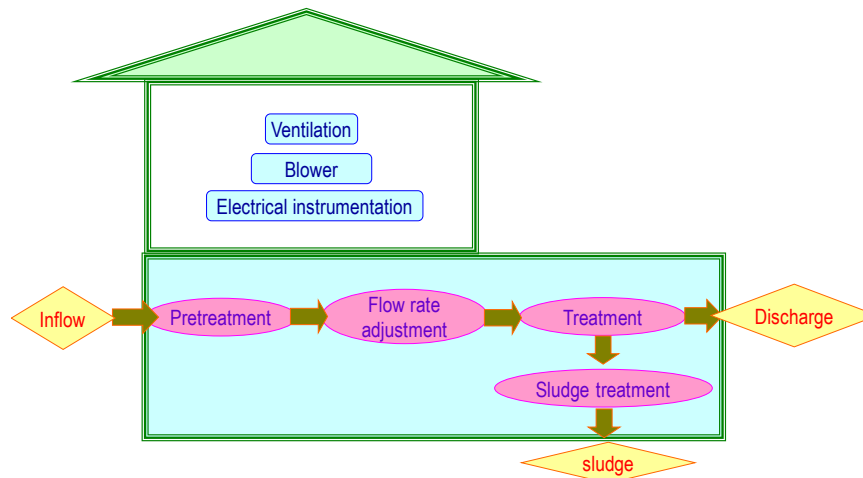 Ventilation
Blower
Electrical instrumentation
Inflow
Pretreatment
Flow rate
adjustment
Treatment
Discharge
Sludge treatment
sludge